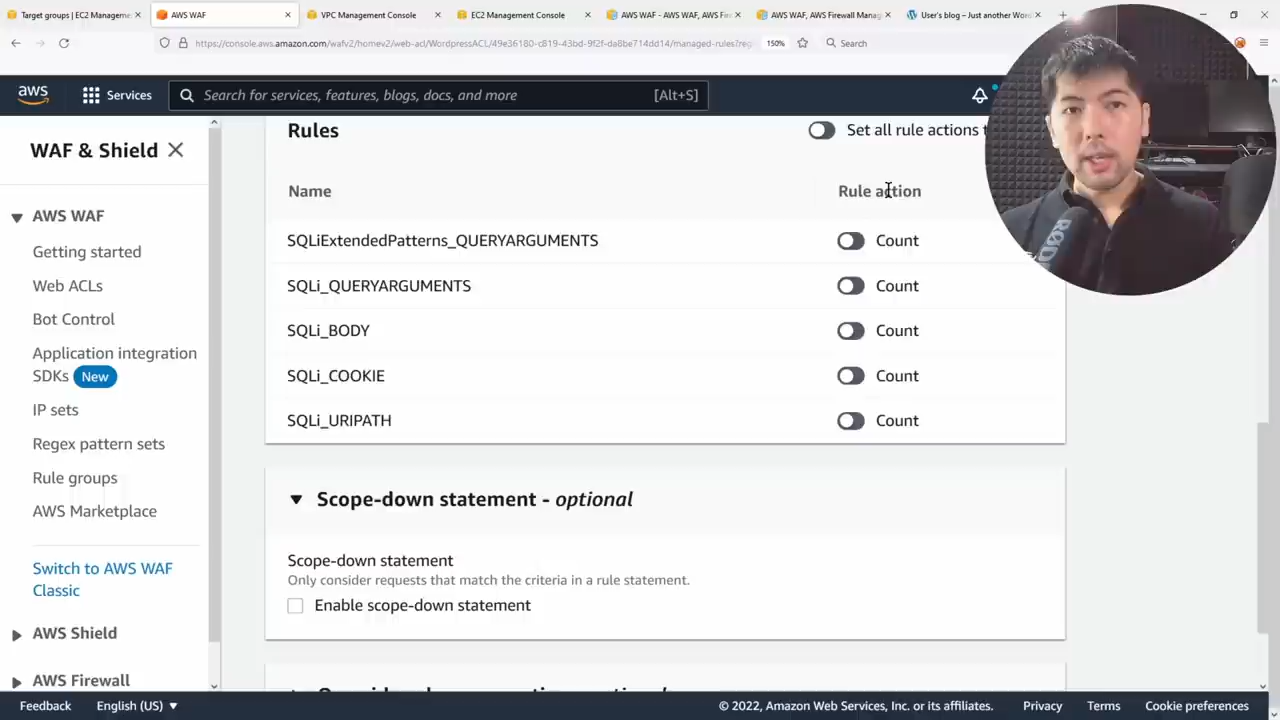 Target groups | EC2 Manageme
AWS WAF
VPC Management Console
EC2 Management Console
AWS WAF - AWS WAF, AWS Fir
AWS WAF, AWS Firewall Manag
User's blog – Just another Wor
https://console.aws.amazon.com/wafv2/homev2/web-acl/WordpressACL/49e36180-d819-43bd-9f2f-da8be714dd14/managed-rules?reg
150%
Search
aws
Services
Search for services, features, blogs, docs, and more
[Alt+S]
WAF & Shield
AWS WAF
Getting started
Web ACLs
Bot Control
Application integration
SDKs New
IP sets
Regex pattern sets
Rule groups
AWS Marketplace
Switch to AWS WAF
Classic
AWS Shield
AWS Firewall
Rules
Set all rule actions t
Name
Rule action
SQLiExtendedPatterns_QUERYARGUMENTS
Count
SQLi_QUERYARGUMENTS
Count
SQLi_BODY
Count
SQLi_COOKIE
Count
SQLi_URIPATH
Count
Scope-down statement - optional
Scope-down statement
Only consider requests that match the criteria in a rule statement.
Enable scope-down statement
RØDE
Feedback
English (US)
© 2022, Amazon Web Services, Inc. or its affiliates.
Privacy
Terms
Cookie preferences